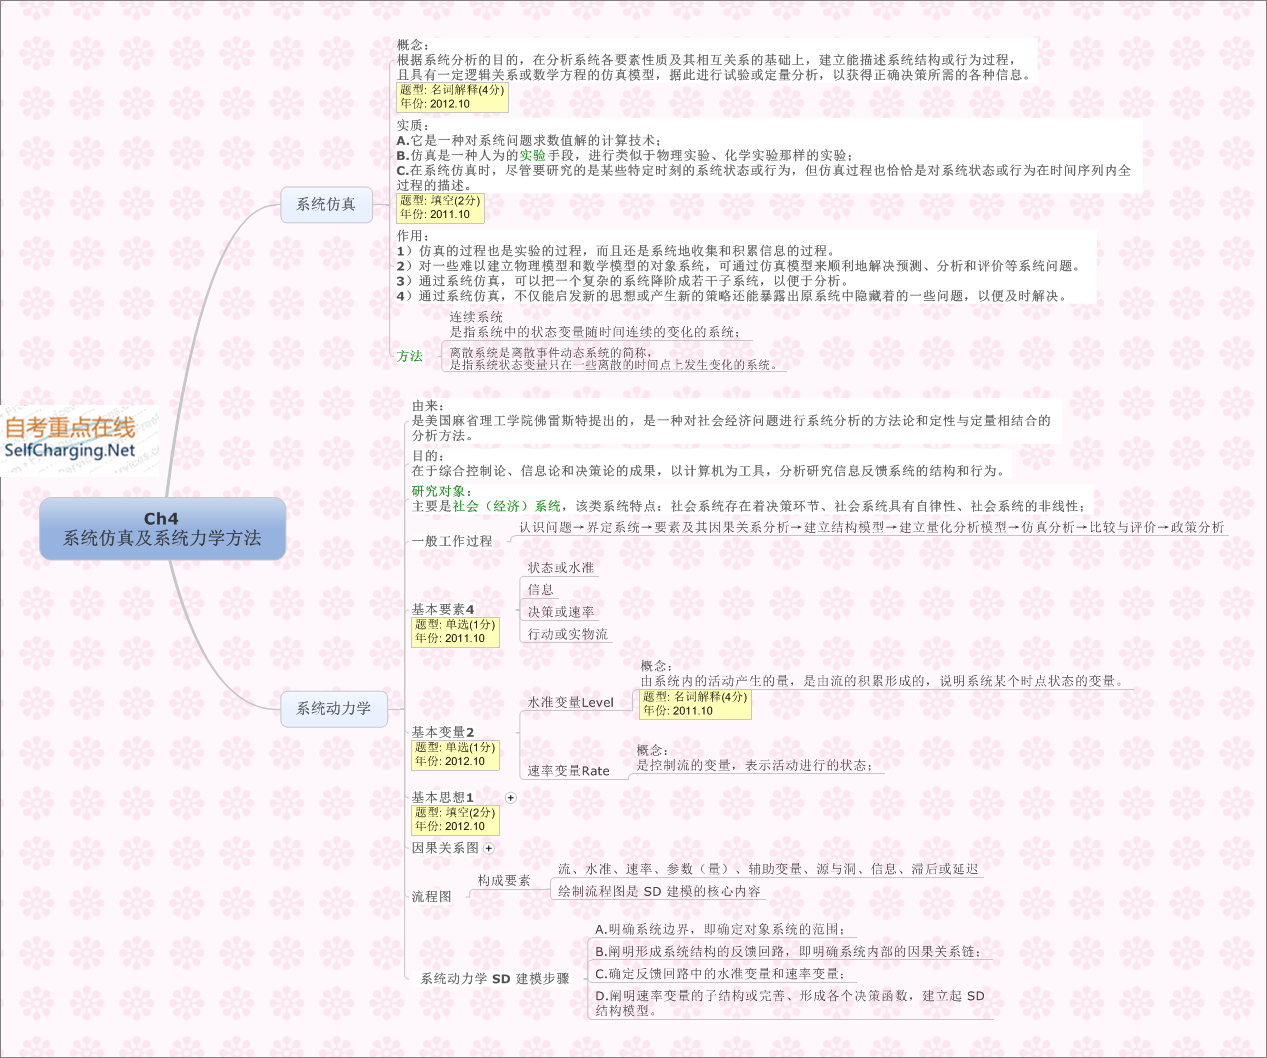 概念：
根据系统分析的目的，在分析系统各要素性质及其相互关系的基础上，建立能描述系统结构或行为过程，
且具有一定逻辑关系或数学方程的仿真模型，据此进行试验或定量分析，以获得正确决策所需的各种信息。
题型: 名词解释(4分)
年份: 2012.10
实质：
A.它是一种对系统问题求数值解的计算技术；
B.仿真是一种人为的实验手段，进行类似于物理实验、化学实验那样的实验；
C.在系统仿真时，尽管要研究的是某些特定时刻的系统状态或行为，但仿真过程也恰恰是对系统状态或行为在时间序列内全
过程的描述。
题型: 填空(2分)
年份: 2011.10
系统仿真
作用：
1）仿真的过程也是实验的过程，而且还是系统地收集和积累信息的过程。
2）对一些难以建立物理模型和数学模型的对象系统，可通过仿真模型来顺利地解决预测、分析和评价等系统问题。
3）通过系统仿真，可以把一个复杂的系统降阶成若干子系统，以便于分析。
4）通过系统仿真，不仅能启发新的思想或产生新的策略还能暴露出原系统中隐藏着的一些问题，以便及时解决。
方法
连续系统
是指系统中的状态变量随时间连续的变化的系统；
离散系统是离散事件动态系统的简称，
是指系统状态变量只在一些离散的时间点上发生变化的系统。
自考重点在线
SelfCharging.Net
Ch4
系统仿真及系统力学方法
系统动力学
由来：
是美国麻省理工学院佛雷斯特提出的，是一种对社会经济问题进行系统分析的方法论和定性与定量相结合的
分析方法。
目的：
在于综合控制论、信息论和决策论的成果，以计算机为工具，分析研究信息反馈系统的结构和行为。
研究对象：
主要是社会（经济）系统，该类系统特点：社会系统存在着决策环节、社会系统具有自律性、社会系统的非线性；
一般工作过程
认识问题→界定系统→要素及其因果关系分析→建立结构模型→建立量化分析模型→仿真分析→比较与评价→政策分析
基本要素4
题型: 单选(1分)
年份: 2011.10
状态或水准
信息
决策或速率
行动或实物流
基本变量2
题型: 单选(1分)
年份: 2012.10
水准变量Level
概念：
由系统内的活动产生的量，是由流的积累形成的，说明系统某个时点状态的变量。
题型: 名词解释(4分)
年份: 2011.10
速率变量Rate
概念：
是控制流的变量，表示活动进行的状态；
基本思想1
题型: 填空(2分)
年份: 2012.10
因果关系图
流程图
构成要素
流、水准、速率、参数（量）、辅助变量、源与洞、信息、滞后或延迟
绘制流程图是 SD 建模的核心内容
系统动力学 SD 建模步骤
A.明确系统边界，即确定对象系统的范围；
B.阐明形成系统结构的反馈回路，即明确系统内部的因果关系链；
C.确定反馈回路中的水准变量和速率变量；
D.阐明速率变量的子结构或完善、形成各个决策函数，建立起 SD
结构模型。